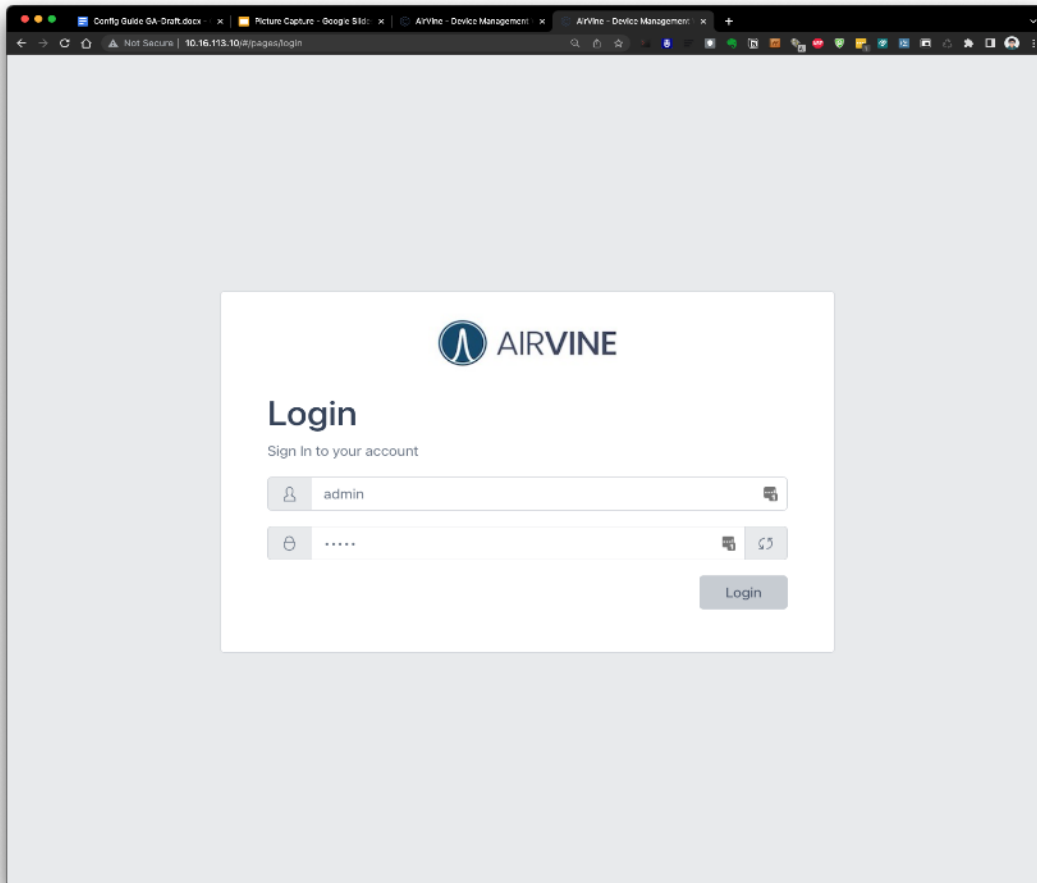 Config Guide GA-Draft.docx -
Picture Capture - Google Slide
AirVine - Device Management
AirVine - Device Management
Not Secure | 10.16.113.10/#/pages/login
AIRVINE
Login
Sign In to your account
admin
•••••
Login